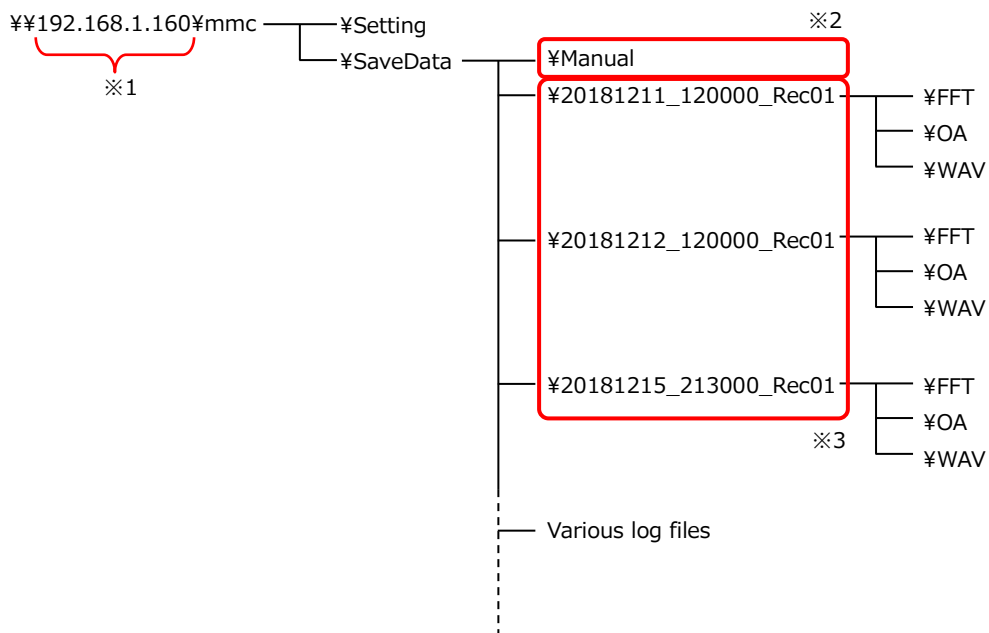 ¥¥192.168.1.160¥mmc
※1
¥Setting
¥SaveData
※2
¥Manual
¥20181211_120000_Rec01
¥FFT
¥OA
¥WAV
¥20181212_120000_Rec01
¥FFT
¥OA
¥WAV
¥20181215_213000_Rec01
¥FFT
¥OA
¥WAV
※3
Various log files